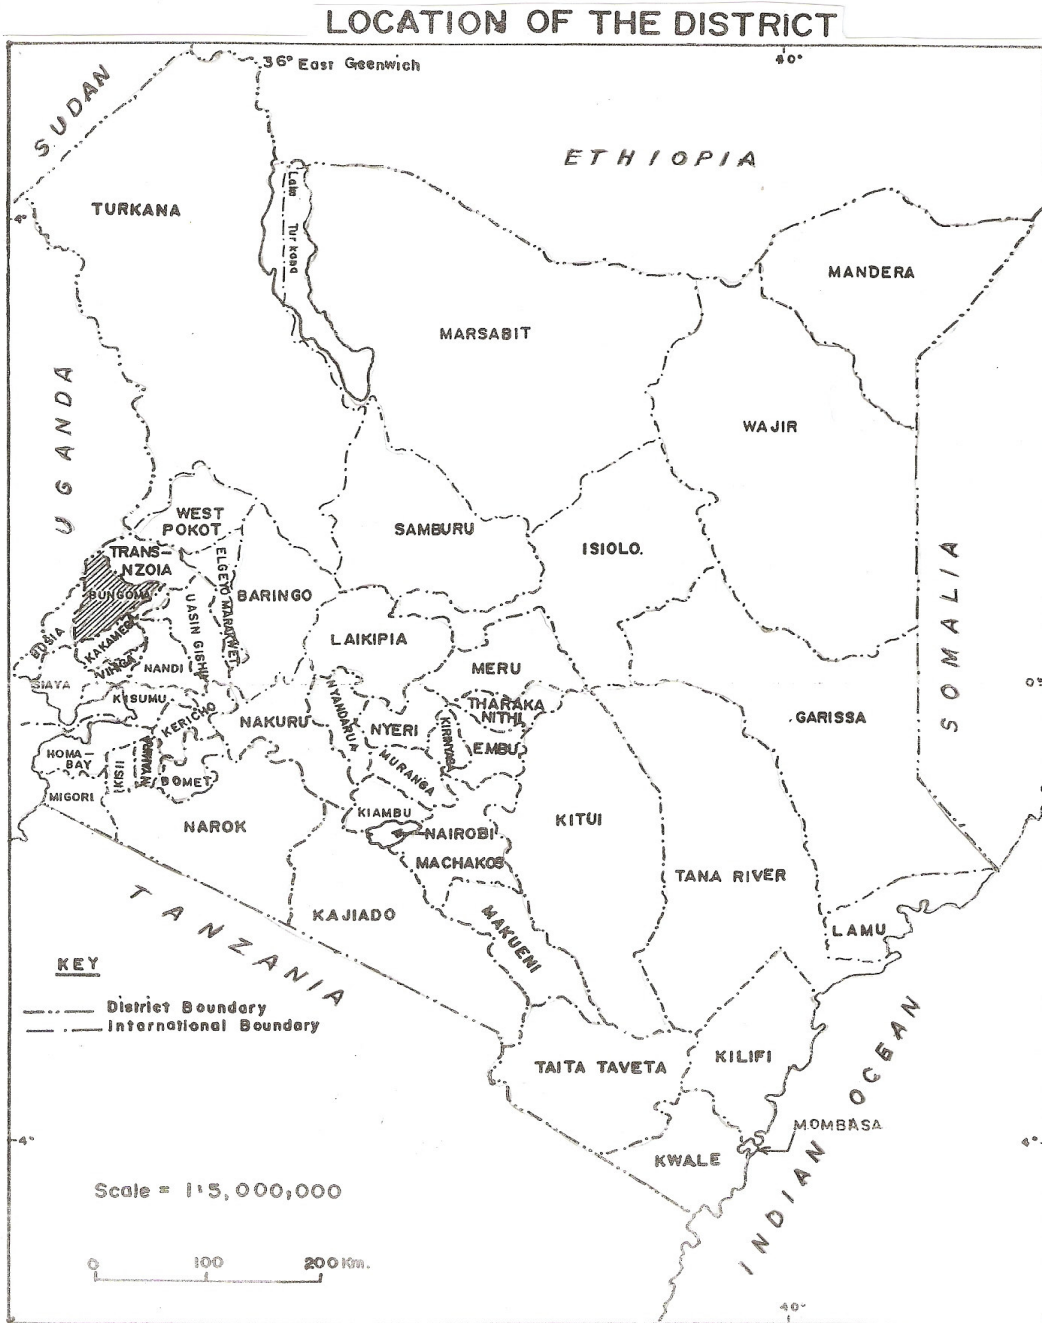 LOCATION OF THE DISTRICT
36° East Geenwich
40°
SUDAN
ETHIOPIA
TURKANA
4°
Lake Turkana
MANDERA
MARSABIT
UGANDA
WAJIR
WEST
POKOT
SAMBURU
ISIOLO.
SOMALIA
TRANS-
NZOIA
ELGEYO MARAKWET
BUNGOMA
UASIN GISHU
BARINGO
KAKAMEGA
LAIKIPIA
VIHIGA
NANDI
MERU
SIAYA
0°
KISUMU
KERICHO
NAKURU
NYANDARUA
NYERI
KIRINYAGA
THARAKA
NITHI
EMBU
GARISSA
HOMA-
BAY
KISII
NYAMIRA
BOMET
MURANGA
MIGORI
NAROK
KIAMBU
NAIROBI
KITUI
MACHAKOS
TANA RIVER
TANZANIA
KAJIADO
MAKUENI
LAMU
KEY
District Boundary
International Boundary
TAITA TAVETA
KILIFI
INDIAN OCEAN
MOMBASA
4°
4°
KWALE
Scale = 1:5,000,000
0 100 200 Km.
40°